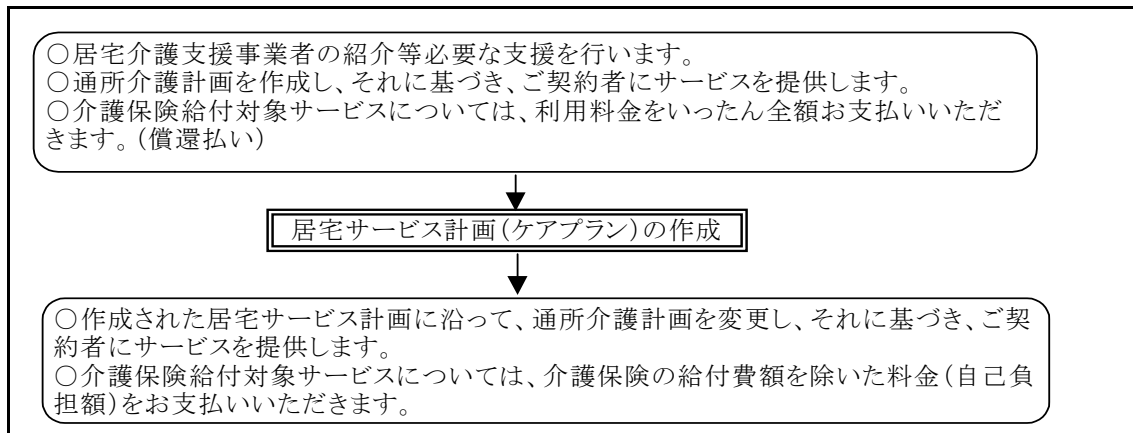 ○居宅介護支援事業者の紹介等必要な支援を行います。
○通所介護計画を作成し、それに基づき、ご契約者にサービスを提供します。
○介護保険給付対象サービスについては、利用料金をいったん全額お支払いいただ
きます。(償還払い)
居宅サービス計画(ケアプラン)の作成
○作成された居宅サービス計画に沿って、通所介護計画を変更し、それに基づき、ご契
約者にサービスを提供します。
○介護保険給付対象サービスについては、介護保険の給付費額を除いた料金(自己負
担額)をお支払いいただきます。